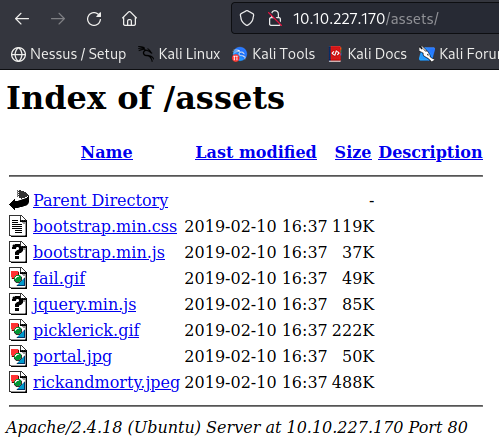 10.10.227.170/assets/
Nessus / Setup Kali Linux Kali Tools Kali Docs Kali Foru
Index of /assets
Name Last modified Size Description
Parent Directory -
bootstrap.min.css 2019-02-10 16:37 119K
bootstrap.min.js 2019-02-10 16:37 37K
fail.gif 2019-02-10 16:37 49K
jquery.min.js 2019-02-10 16:37 85K
picklerick.gif 2019-02-10 16:37 222K
portal.jpg 2019-02-10 16:37 50K
rickandmorty.jpeg 2019-02-10 16:37 488K
Apache/2.4.18 (Ubuntu) Server at 10.10.227.170 Port 80